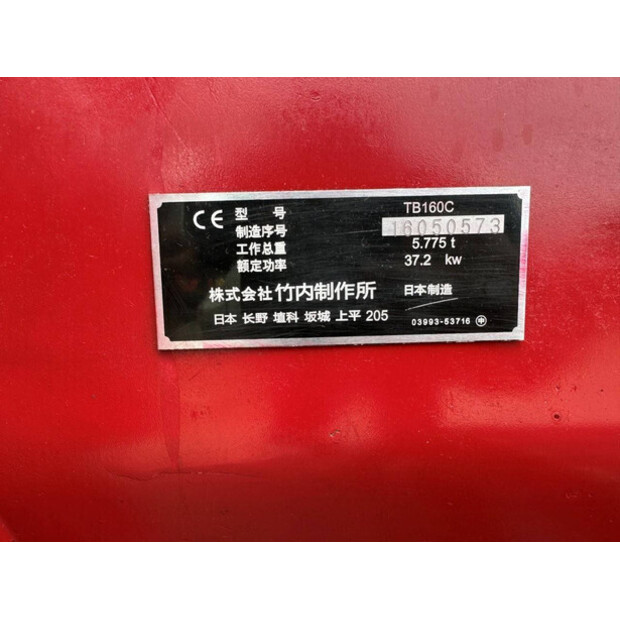 CE 型 号 TB160C
制造序号 16050573
工作总重 5.775 t
额定功率 37.2 kw
株式会社 竹内制作所 日本制造
日本 长野 埴科 坂城 上平 205 03993-53716 ㊥